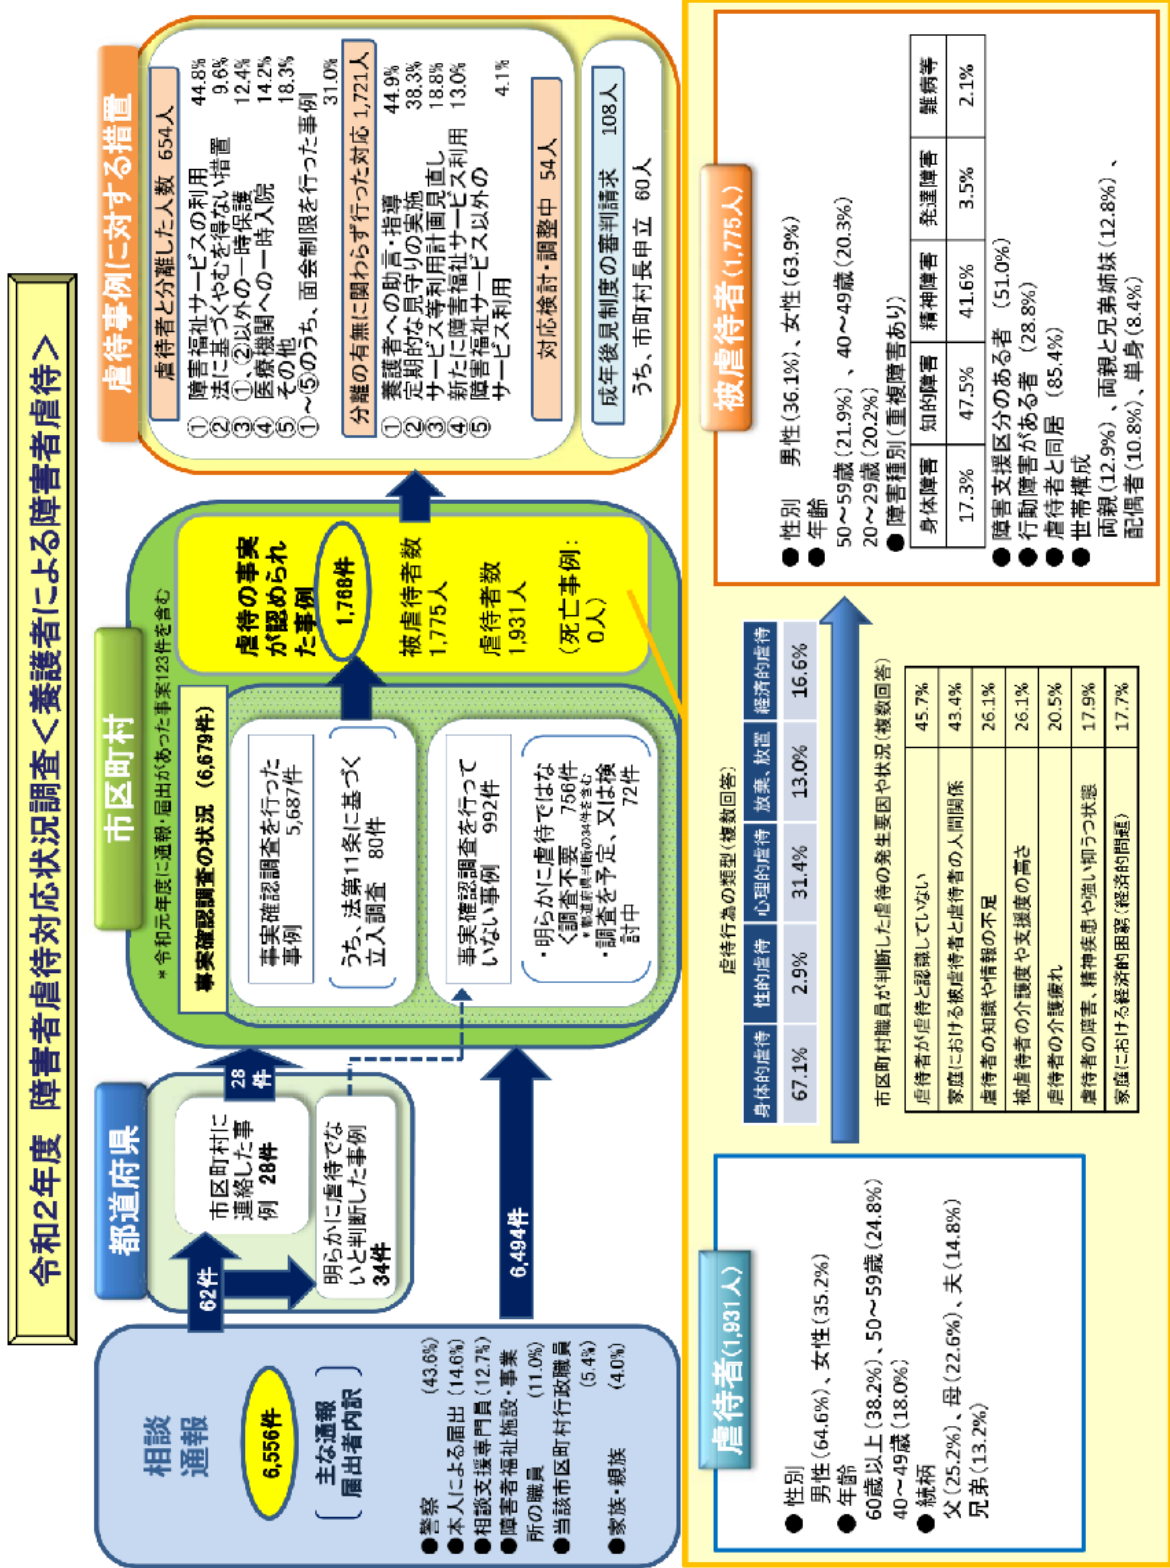 令和2年度 障害者虐待対応状況調査＜養護者による障害者虐待＞
相談
通報
6,556件
主な通報
届出者内訳
●警察 (43.6%)
●本人による届出 (14.6%)
●相談支援専門員 (12.7%)
●障害者福祉施設・事業
所の職員 (11.0%)
●当該市区町村行政職員
(5.4%)
●家族・親族 (4.0%)
都道府県
62件
市区町村に
連絡した事
例 28件
28
件
明らかに虐待でな
いと判断した事例
34件
6,494件
市区町村
*令和元年度に通報・届出があった事案123件を含む
事実確認調査の状況 (6,679件)
事実確認調査を行った
事例 5,687件
うち、法第11条に基づく
立入調査 80件
事実確認調査を行って
いない事例 992件
・明らかに虐待ではな
く調査不要 756件
*都道府県判断の34件を含む
・調査を予定、又は検
討中 72件
虐待の事実
が認められ
た事例
1,768件
被虐待者数
1,775人
虐待者数
1,931人
(死亡事例：
0人)
虐待事例に対する措置
虐待者と分離した人数 654人
① 障害福祉サービスの利用 44.8%
② 法に基づくやむを得ない措置 9.6%
③ ①、②以外の一時保護 12.4%
④ 医療機関への一時入院 14.2%
⑤ その他 18.3%
①～⑤のうち、面会制限を行った事例
31.0%
分離の有無に関わらず行った対応 1,721人
① 養護者への助言・指導 44.9%
② 定期的な見守りの実施 38.3%
③ サービス等利用計画見直し 18.8%
④ 新たに障害福祉サービス利用 13.0%
⑤ 障害福祉サービス以外の
サービス利用 4.1%
対応検討・調整中 54人
成年後見制度の審判請求 108人
うち、市町村長申立 60人
虐待者(1,931人)
● 性別
男性(64.6%)、女性(35.2%)
● 年齢
60歳以上(38.2%)、50～59歳(24.8%)
40～49歳(18.0%)
● 続柄
父(25.2%)、母(22.6%)、夫(14.8%)
兄弟(13.2%)
虐待行為の類型(複数回答)
身体的虐待 性的虐待 心理的虐待 放棄、放置 経済的虐待
67.1% 2.9% 31.4% 13.0% 16.6%
市区町村職員が判断した虐待の発生要因や状況(複数回答)
虐待者が虐待と認識していない 45.7%
家庭における被虐待者と虐待者の人間関係 43.4%
虐待者の知識や情報の不足 26.1%
被虐待者の介護度や支援度の高さ 26.1%
虐待者の介護疲れ 20.5%
虐待者の障害、精神疾患や強い抑うつ状態 17.9%
家庭における経済的困窮(経済的問題) 17.7%
被虐待者(1,775人)
● 性別 男性(36.1%)、女性(63.9%)
● 年齢
50～59歳(21.9%)、40～49歳(20.3%)
20～29歳(20.2%)
● 障害種別(重複障害あり)
身体障害 知的障害 精神障害 発達障害 難病等
17.3% 47.5% 41.6% 3.5% 2.1%
● 障害支援区分のある者 (51.0%)
● 行動障害がある者 (28.8%)
● 虐待者と同居 (85.4%)
● 世帯構成
両親(12.9%)、両親と兄弟姉妹(12.8%)、
配偶者(10.8%)、単身(8.4%)